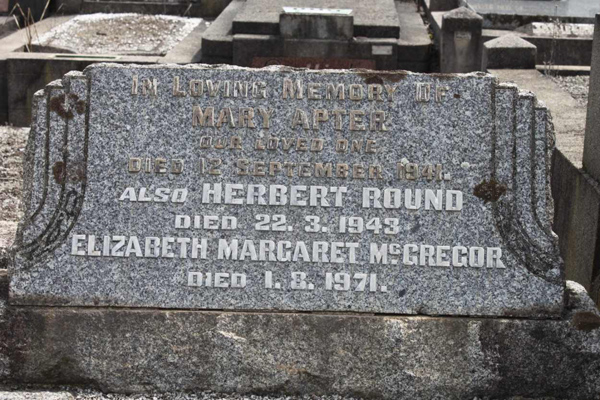 IN LOVING MEMORY OF
MARY APTER
OUR LOVED ONE
DIED 12 SEPTEMBER 1941.
ALSO HERBERT ROUND
DIED 22. 3. 1943
ELIZABETH MARGARET McGREGOR
DIED 1. 8. 1971.